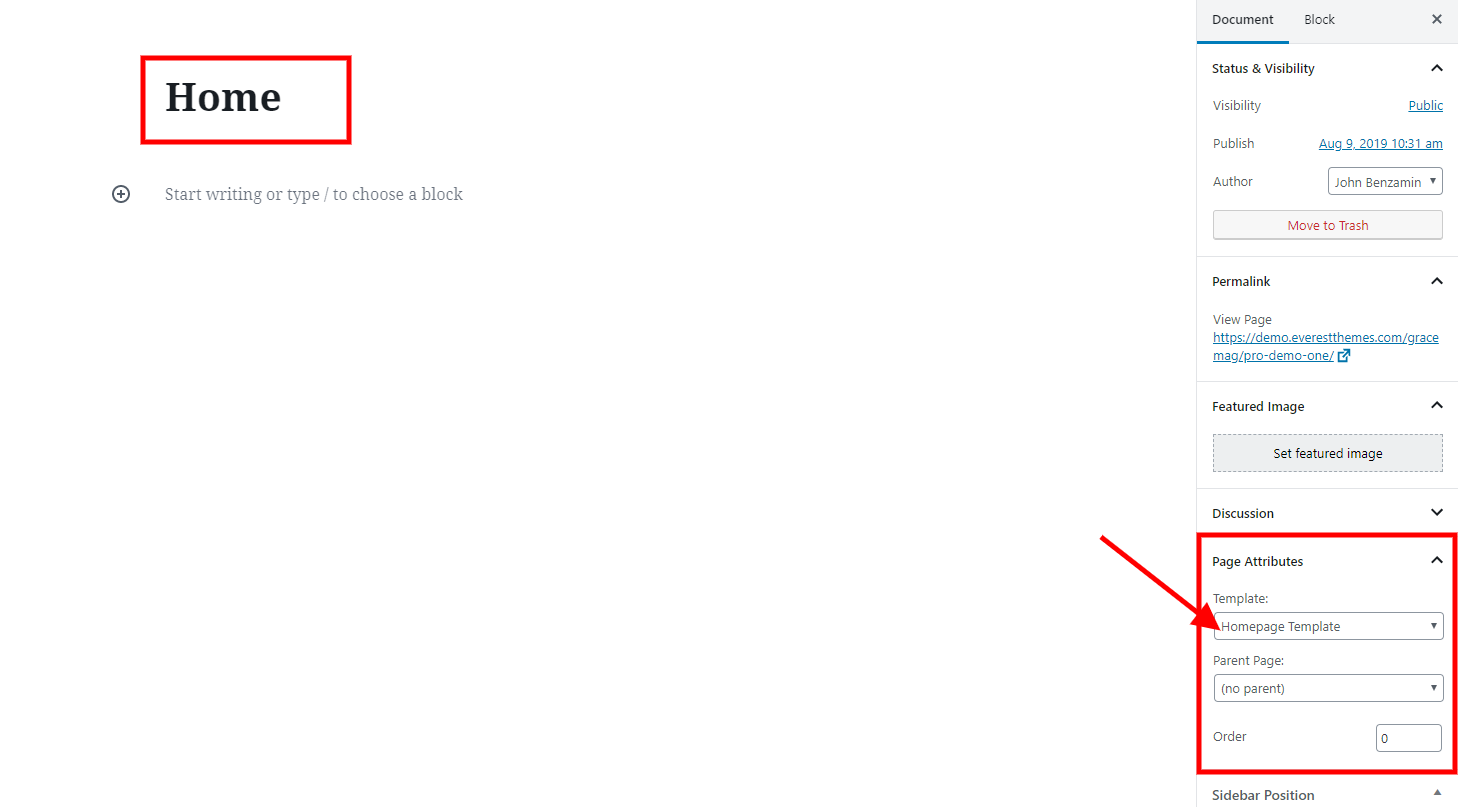 Home
Start writing or type / to choose a block
Document Block
Status & Visibility
Visibility Public
Publish Aug 9, 2019 10:31 am
Author John Benzamin
Move to Trash
Permalink
View Page
https://demo.everestthemes.com/grace
mag/pro-demo-one/
Featured Image
Set featured image
Discussion
Page Attributes
Template:
Homepage Template
Parent Page:
(no parent)
Order 0
Sidebar Position